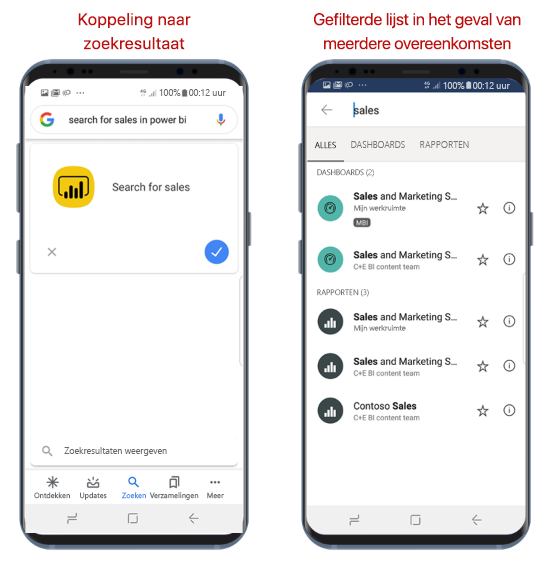 Koppeling naar
zoekresultaat
4G 100% 00:12 uur
search for sales in power bi
Search for sales
Zoekresultaten weergeven
Ontdekken Updates Zoeken Verzamelingen Meer
Gefilterde lijst in het geval van
meerdere overeenkomsten
4G 100% 00:12 uur
sales
ALLES DASHBOARDS RAPPORTEN
DASHBOARDS (2)
Sales and Marketing S...
Mijn werkruimte
MBI
Sales and Marketing S...
C+E BI content team
RAPPORTEN (3)
Sales and Marketing S...
Mijn werkruimte
Sales and Marketing S...
C+E BI content team
Contoso Sales
C+E BI content team